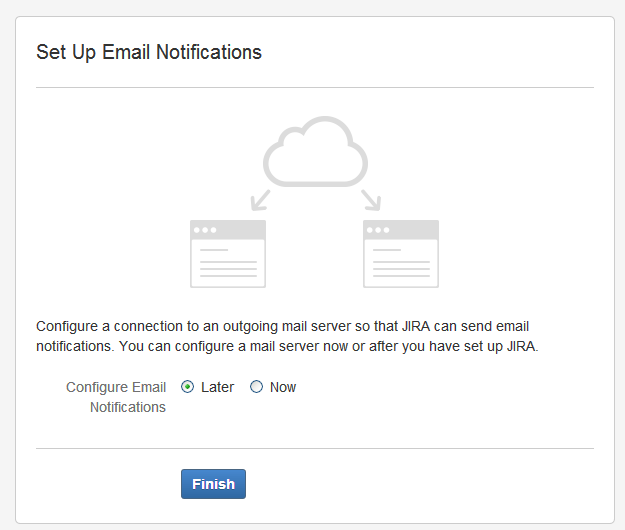 Set Up Email Notifications
Configure a connection to an outgoing mail server so that JIRA can send email
notifications. You can configure a mail server now or after you have set up JIRA.
Configure Email Later Now
Notifications
Finish